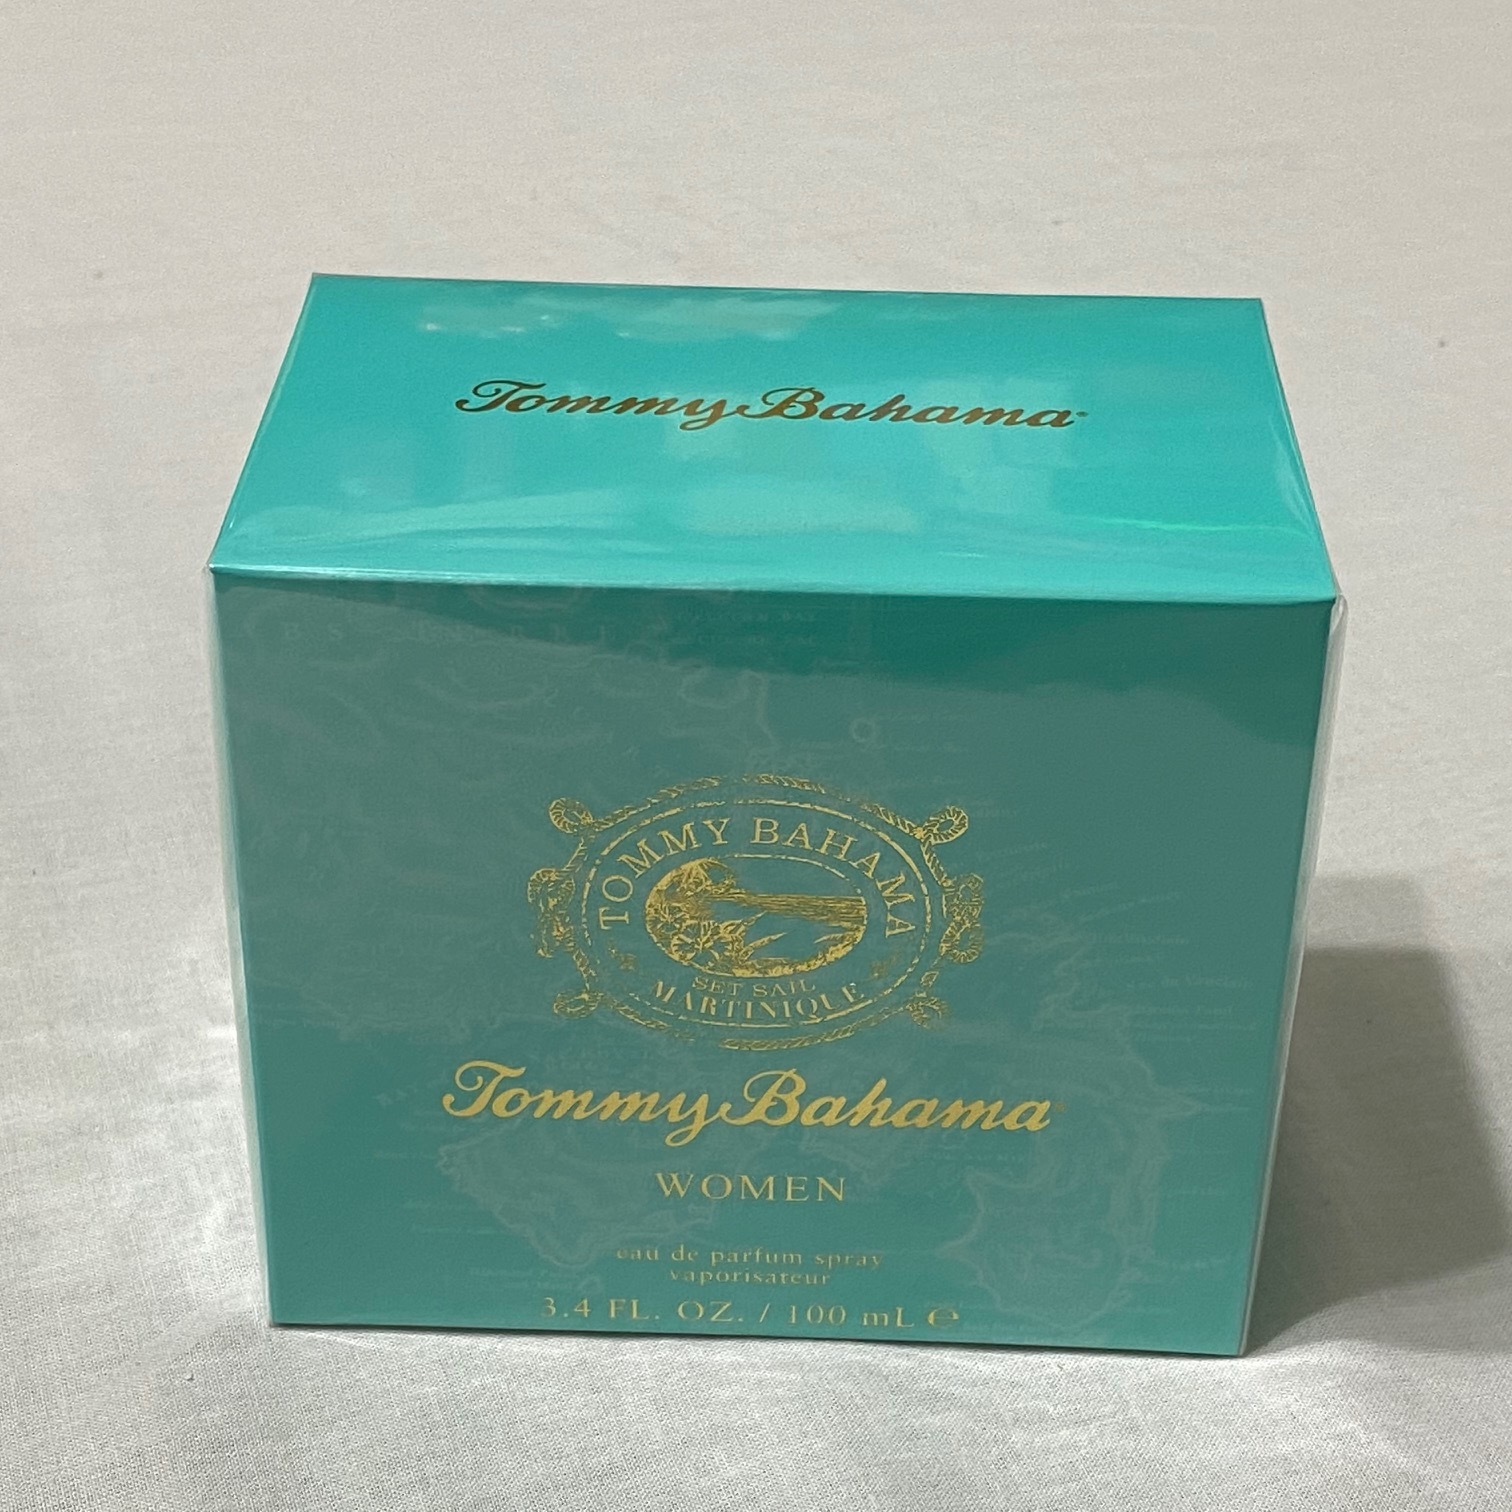 Tommy Bahama
TOMMY BAHAMA
SET SAIL
MARTINIQUE
Tommy Bahama
WOMEN
eau de parfum spray
vaporisateur
3.4 FL. OZ. / 100 mL ℮